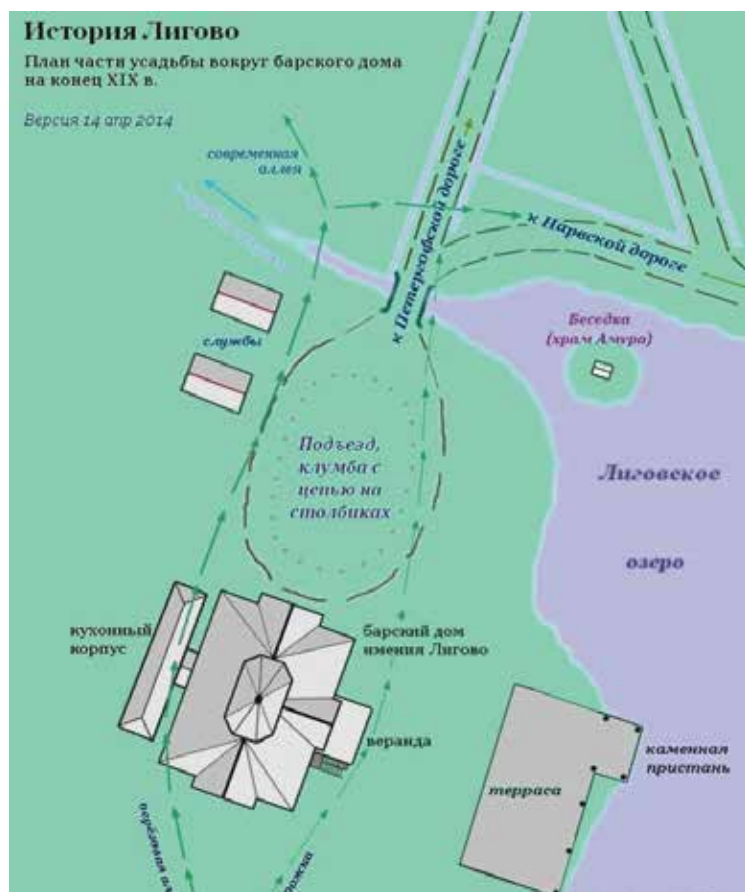 История Лигово
План части усадьбы вокруг барского дома
на конец XIX в.
Версия 14 апр 2014
современная
аллея
к Петергофской дороге
к Нарвской дороге
службы
Беседка
(храм Амура)
Подъезд,
клумба с
цепью на
столбиках
Лиговское
озеро
кухонный
корпус
барский дом
имения Лигово
веранда
каменная
пристань
терраса